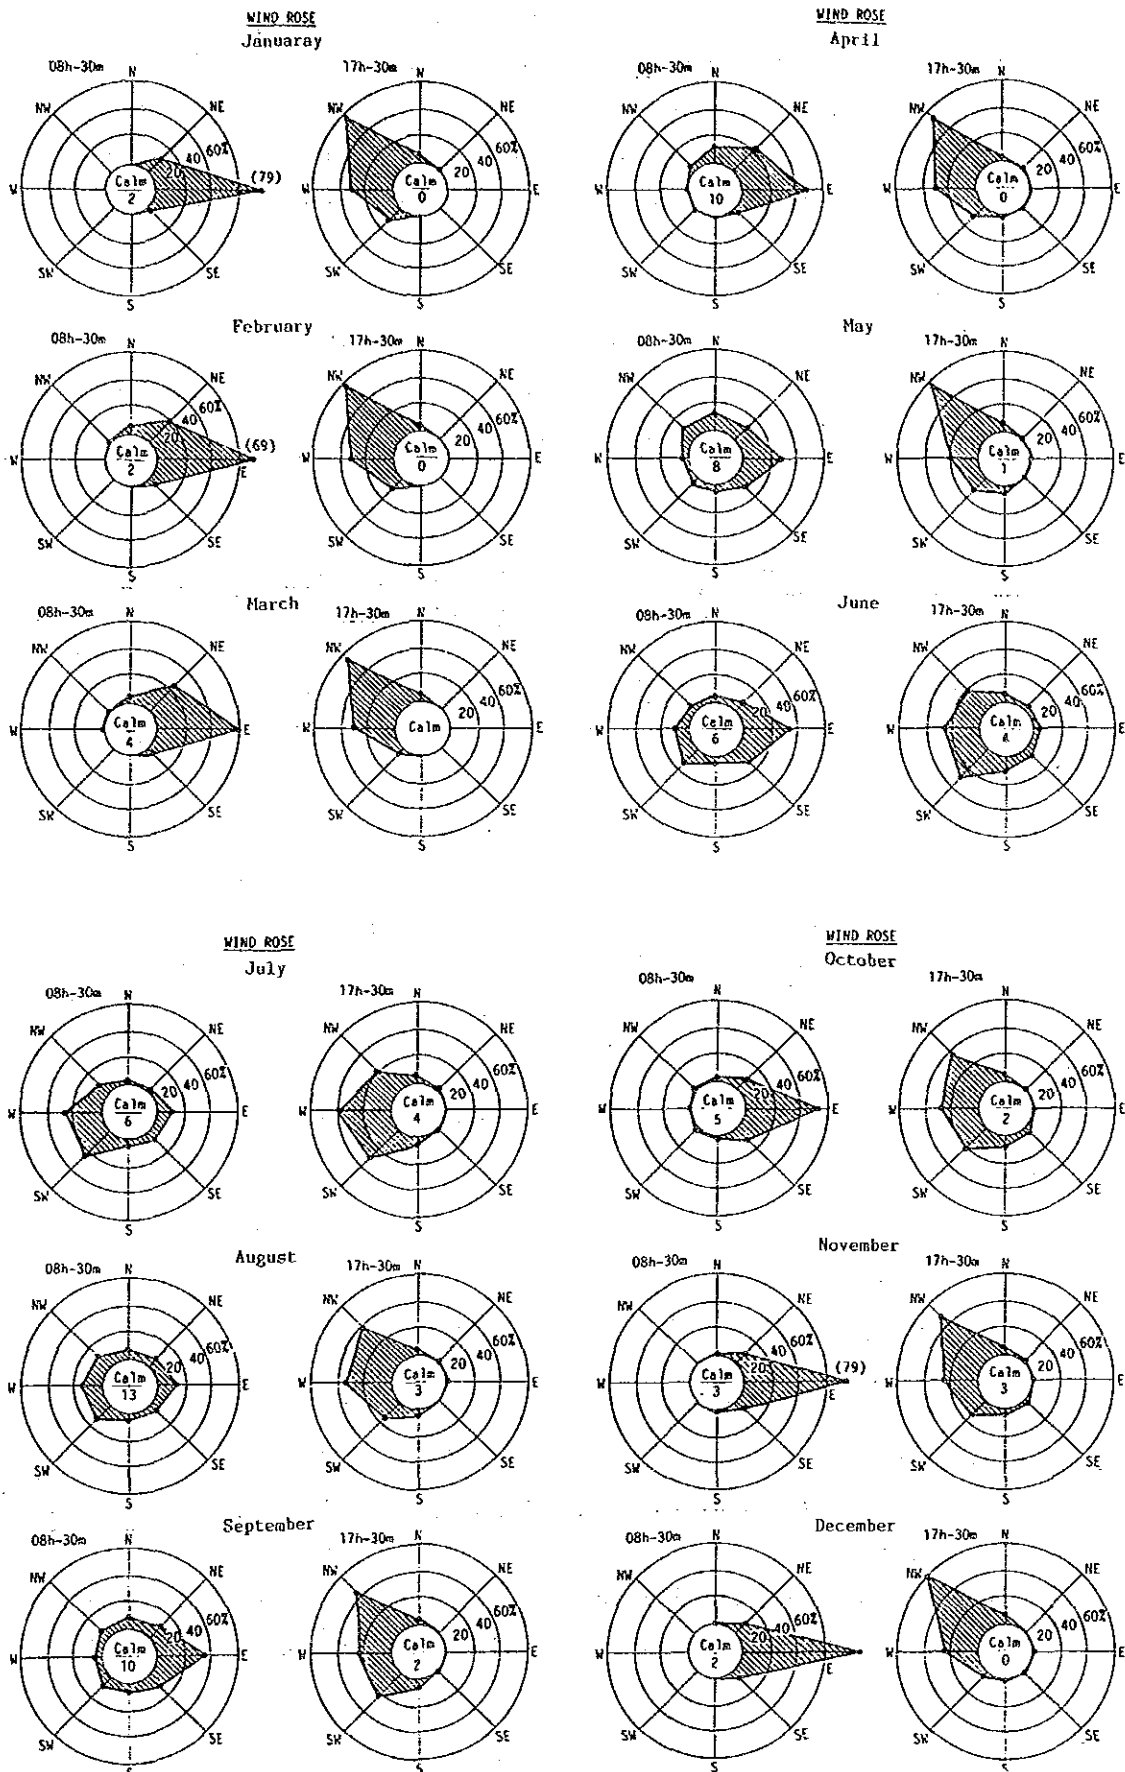 WIND ROSE
Januaray
08h-30m
N
NW
NE
W
E
SW
SE
S
20 40 60%
(79)
Calm
2
17h-30m
N
NW
NE
W
E
SW
SE
S
20 40 60%
Calm
0
February
08h-30m
N
NW
NE
W
E
SW
SE
S
20 40 60%
(69)
Calm
2
17h-30m
N
NW
NE
W
E
SW
SE
S
20 40 60%
Calm
0
March
08h-30m
N
NW
NE
W
E
SW
SE
S
20 40 60%
Calm
4
17h-30m
N
NW
NE
W
E
SW
SE
S
20 40 60%
Calm
WIND ROSE
April
08h-30m
N
NW
NE
W
E
SW
SE
S
20 40 60%
Calm
10
17h-30m
N
NW
NE
W
E
SW
SE
S
20 40 60%
Calm
0
May
08h-30m
N
NW
NE
W
E
SW
SE
S
20 40 60%
Calm
8
17h-30m
N
NW
NE
W
E
SW
SE
S
20 40 60%
Calm
1
June
08h-30m
N
NW
NE
W
E
SW
SE
S
20 40 60%
Calm
6
17h-30m
N
NW
NE
W
E
SW
SE
S
20 40 60%
Calm
WIND ROSE
July
08h-30m
N
NW
NE
W
E
SW
SE
S
20 40 60%
Calm
6
17h-30m
N
NW
NE
W
E
SW
SE
S
20 40 60%
Calm
4
August
08h-30m
N
NW
NE
W
E
SW
SE
S
20 40 60%
Calm
13
17h-30m
N
NW
NE
W
E
SW
SE
S
20 40 60%
Calm
3
September
08h-30m
N
NW
NE
W
E
SW
SE
S
20 40 60%
Calm
10
17h-30m
N
NW
NE
W
E
SW
SE
S
20 40 60%
Calm
2
WIND ROSE
October
08h-30m
N
NW
NE
W
E
SW
SE
S
20 40 60%
Calm
5
17h-30m
N
NW
NE
W
E
SW
SE
S
20 40 60%
Calm
2
November
08h-30m
N
NW
NE
W
E
SW
SE
S
20 40 60%
(79)
Calm
3
17h-30m
N
NW
NE
W
E
SW
SE
S
20 40 60%
Calm
3
December
08h-30m
N
NW
NE
W
E
SW
SE
S
20 40 60%
Calm
2
17h-30m
N
NW
NE
W
E
SW
SE
S
20 40 60%
Calm
0